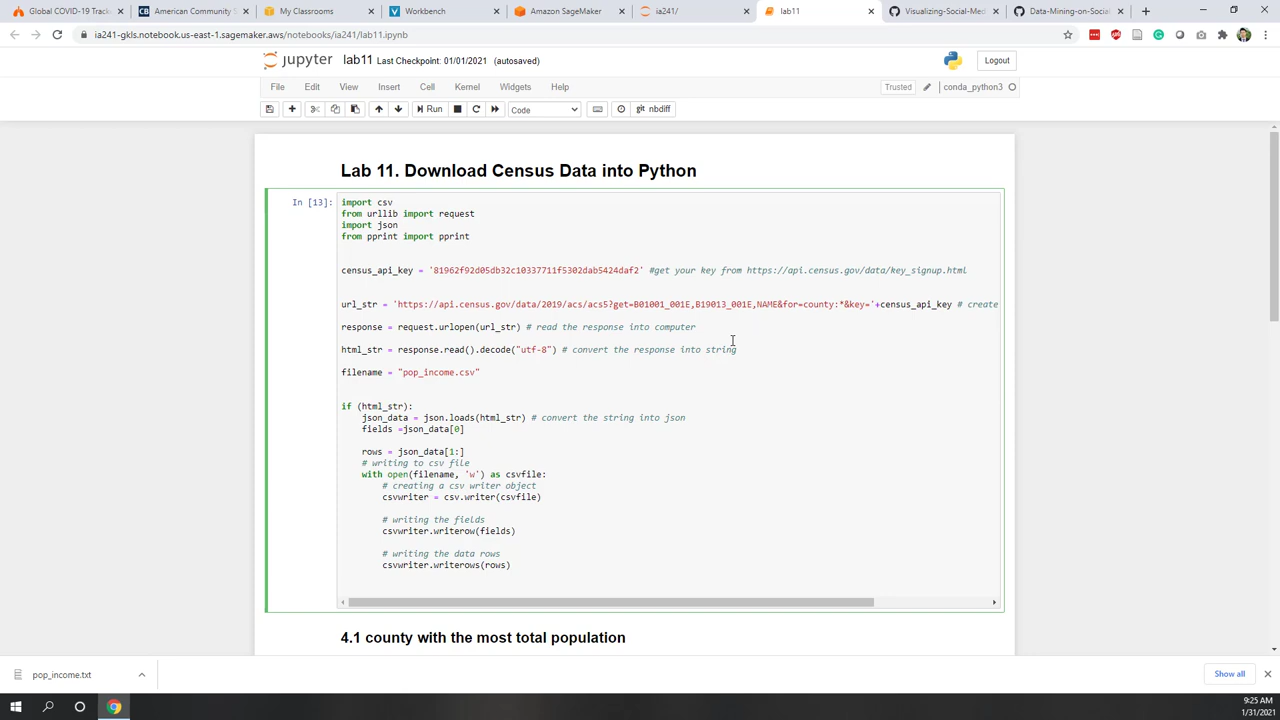 Global COVID-19 Track
American Community S
My Classrooms
Workbench
Amazon SageMaker
ia241/
lab11
Visualizing-Social-Med
Data-Mining-on-Social
ia241-gkls.notebook.us-east-1.sagemaker.aws/notebooks/ia241/lab11.ipynb
jupyter lab11 Last Checkpoint: 01/01/2021 (autosaved)
Logout
File Edit View Insert Cell Kernel Widgets Help
Trusted
conda_python3
Run
Code
nbdiff
Lab 11. Download Census Data into Python
In [13]:
import csv
from urllib import request
import json
from pprint import pprint
census_api_key = '81962f92d05db32c10337711f5302dab5424daf2' #get your key from https://api.census.gov/data/key_signup.html
url_str = 'https://api.census.gov/data/2019/acs/acs5?get=B01001_001E,B19013_001E,NAME&for=county:*&key='+census_api_key # create
response = request.urlopen(url_str) # read the response into computer
html_str = response.read().decode("utf-8") # convert the response into string
filename = "pop_income.csv"
if (html_str):
json_data = json.loads(html_str) # convert the string into json
fields =json_data[0]
rows = json_data[1:]
# writing to csv file
with open(filename, 'w') as csvfile:
# creating a csv writer object
csvwriter = csv.writer(csvfile)
# writing the fields
csvwriter.writerow(fields)
# writing the data rows
csvwriter.writerows(rows)
4.1 county with the most total population
pop_income.txt
Show all
9:25 AM
1/31/2021